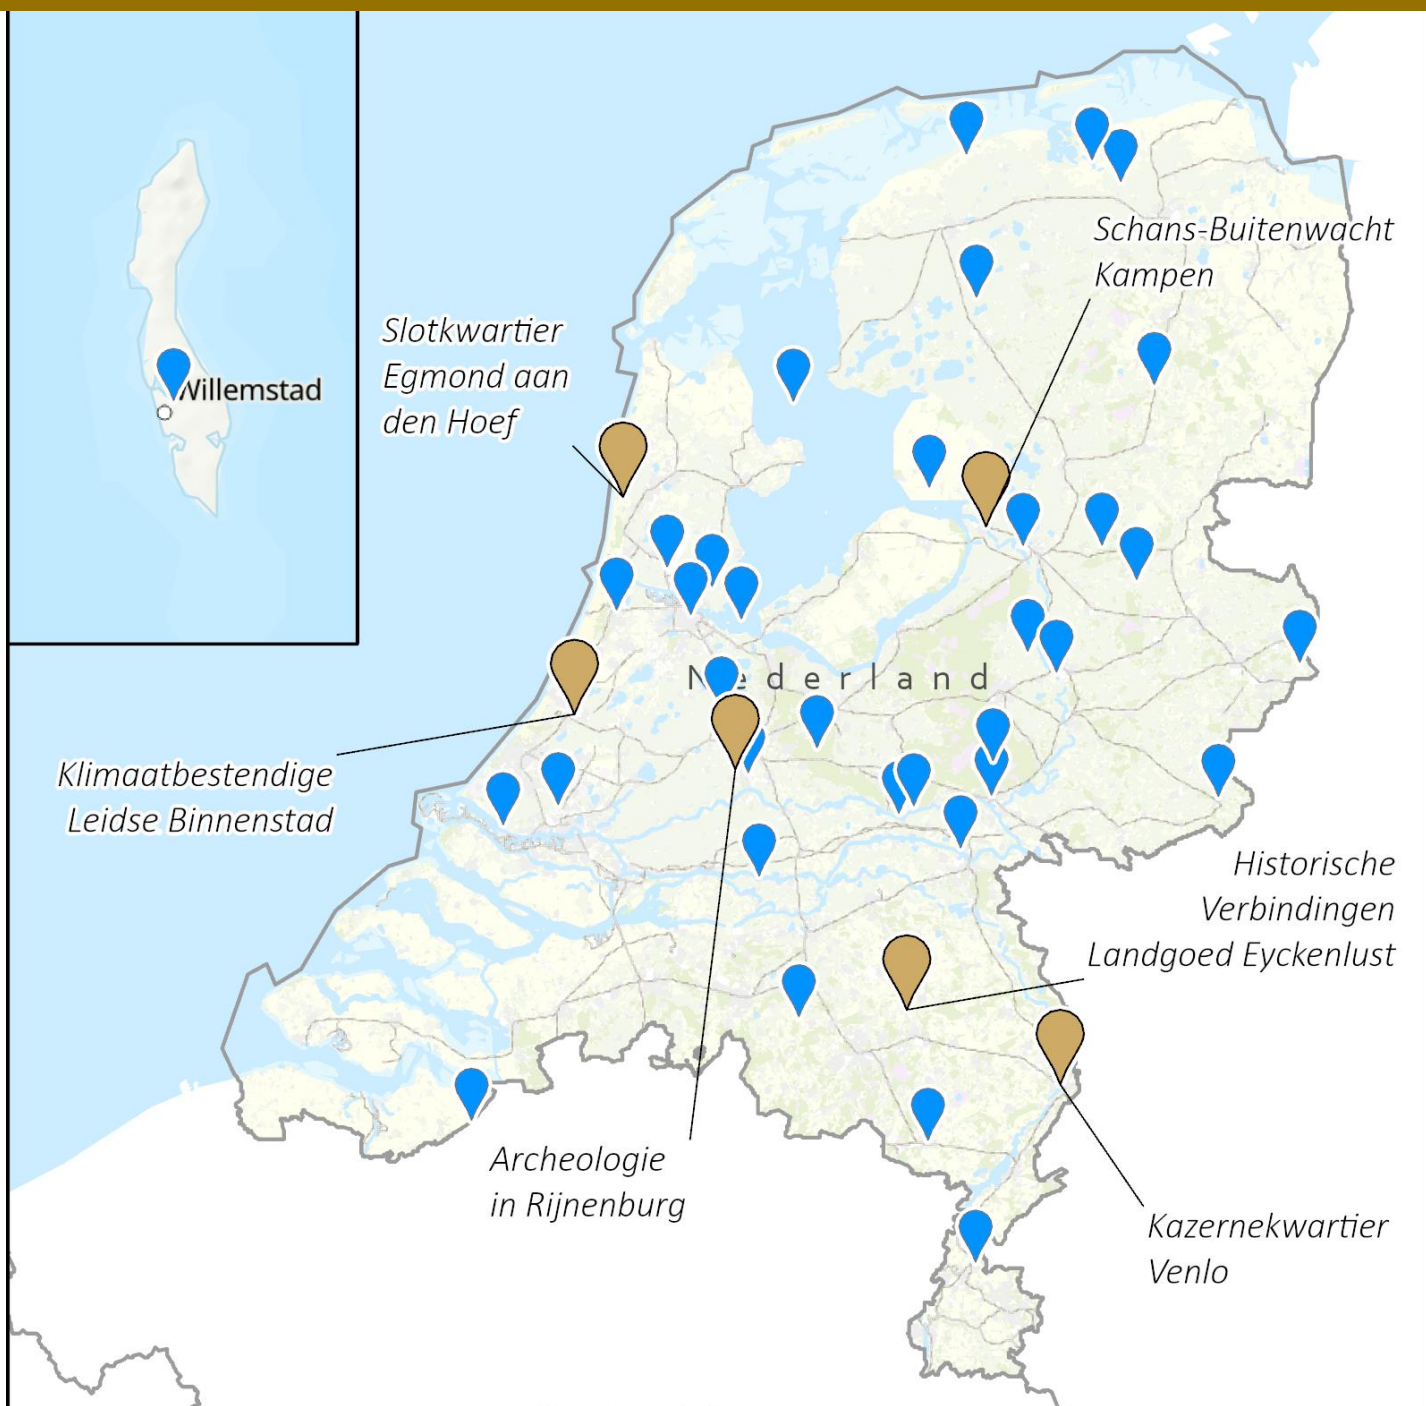 Schans-Buitenwacht
Kampen
Slotkwartier
Egmond aan
den Hoef
Willemstad
Nederland
Klimaatbestendige
Leidse Binnenstad
Historische
Verbindingen
Landgoed Eyckenlust
Archeologie
in Rijnenburg
Kazernekwartier
Venlo